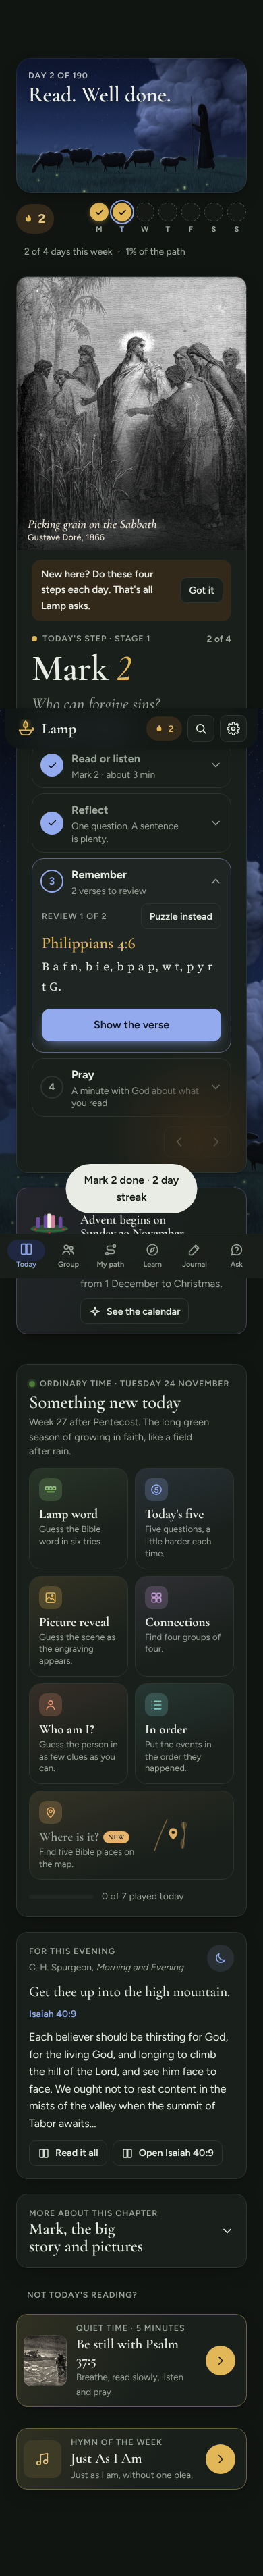 DAY 2 OF 190
Read. Well done.
2
M T W T F S S
2 of 4 days this week · 1% of the path
Picking grain on the Sabbath
Gustave Doré, 1866
New here? Do these four
steps each day. That's all
Lamp asks.
Got it
TODAY'S STEP · STAGE 1
2 of 4
Mark 2
Who can forgive sins?
Lamp
2
Read or listen
Mark 2 · about 3 min
Reflect
One question. A sentence
is plenty.
3
Remember
2 verses to review
REVIEW 1 OF 2
Puzzle instead
Philippians 4:6
B a f n, b i e, b p a p, w t, p y r
t G.
Show the verse
4
Pray
A minute with God about what
you read
Mark 2 done · 2 day
streak
Advent begins on
Sunday 29 November
Today
Group
My path
Learn
Journal
Ask
from 1 December to Christmas.
See the calendar
ORDINARY TIME · TUESDAY 24 NOVEMBER
Something new today
Week 27 after Pentecost. The long green
season of growing in faith, like a field
after rain.
Lamp word
Guess the Bible
word in six tries.
Today's five
Five questions, a
little harder each
time.
Picture reveal
Guess the scene as
the engraving
appears.
Connections
Find four groups of
four.
Who am I?
Guess the person in
as few clues as you
can.
In order
Put the events in
the order they
happened.
Where is it? NEW
Find five Bible places on
the map.
0 of 7 played today
FOR THIS EVENING
C. H. Spurgeon, Morning and Evening
Get thee up into the high mountain.
Isaiah 40:9
Each believer should be thirsting for God,
for the living God, and longing to climb
the hill of the Lord, and see him face to
face. We ought not to rest content in the
mists of the valley when the summit of
Tabor awaits…
Read it all
Open Isaiah 40:9
MORE ABOUT THIS CHAPTER
Mark, the big
story and pictures
NOT TODAY'S READING?
QUIET TIME · 5 MINUTES
Be still with Psalm
37:5
Breathe, read slowly, listen
and pray
HYMN OF THE WEEK
Just As I Am
Just as I am, without one plea,